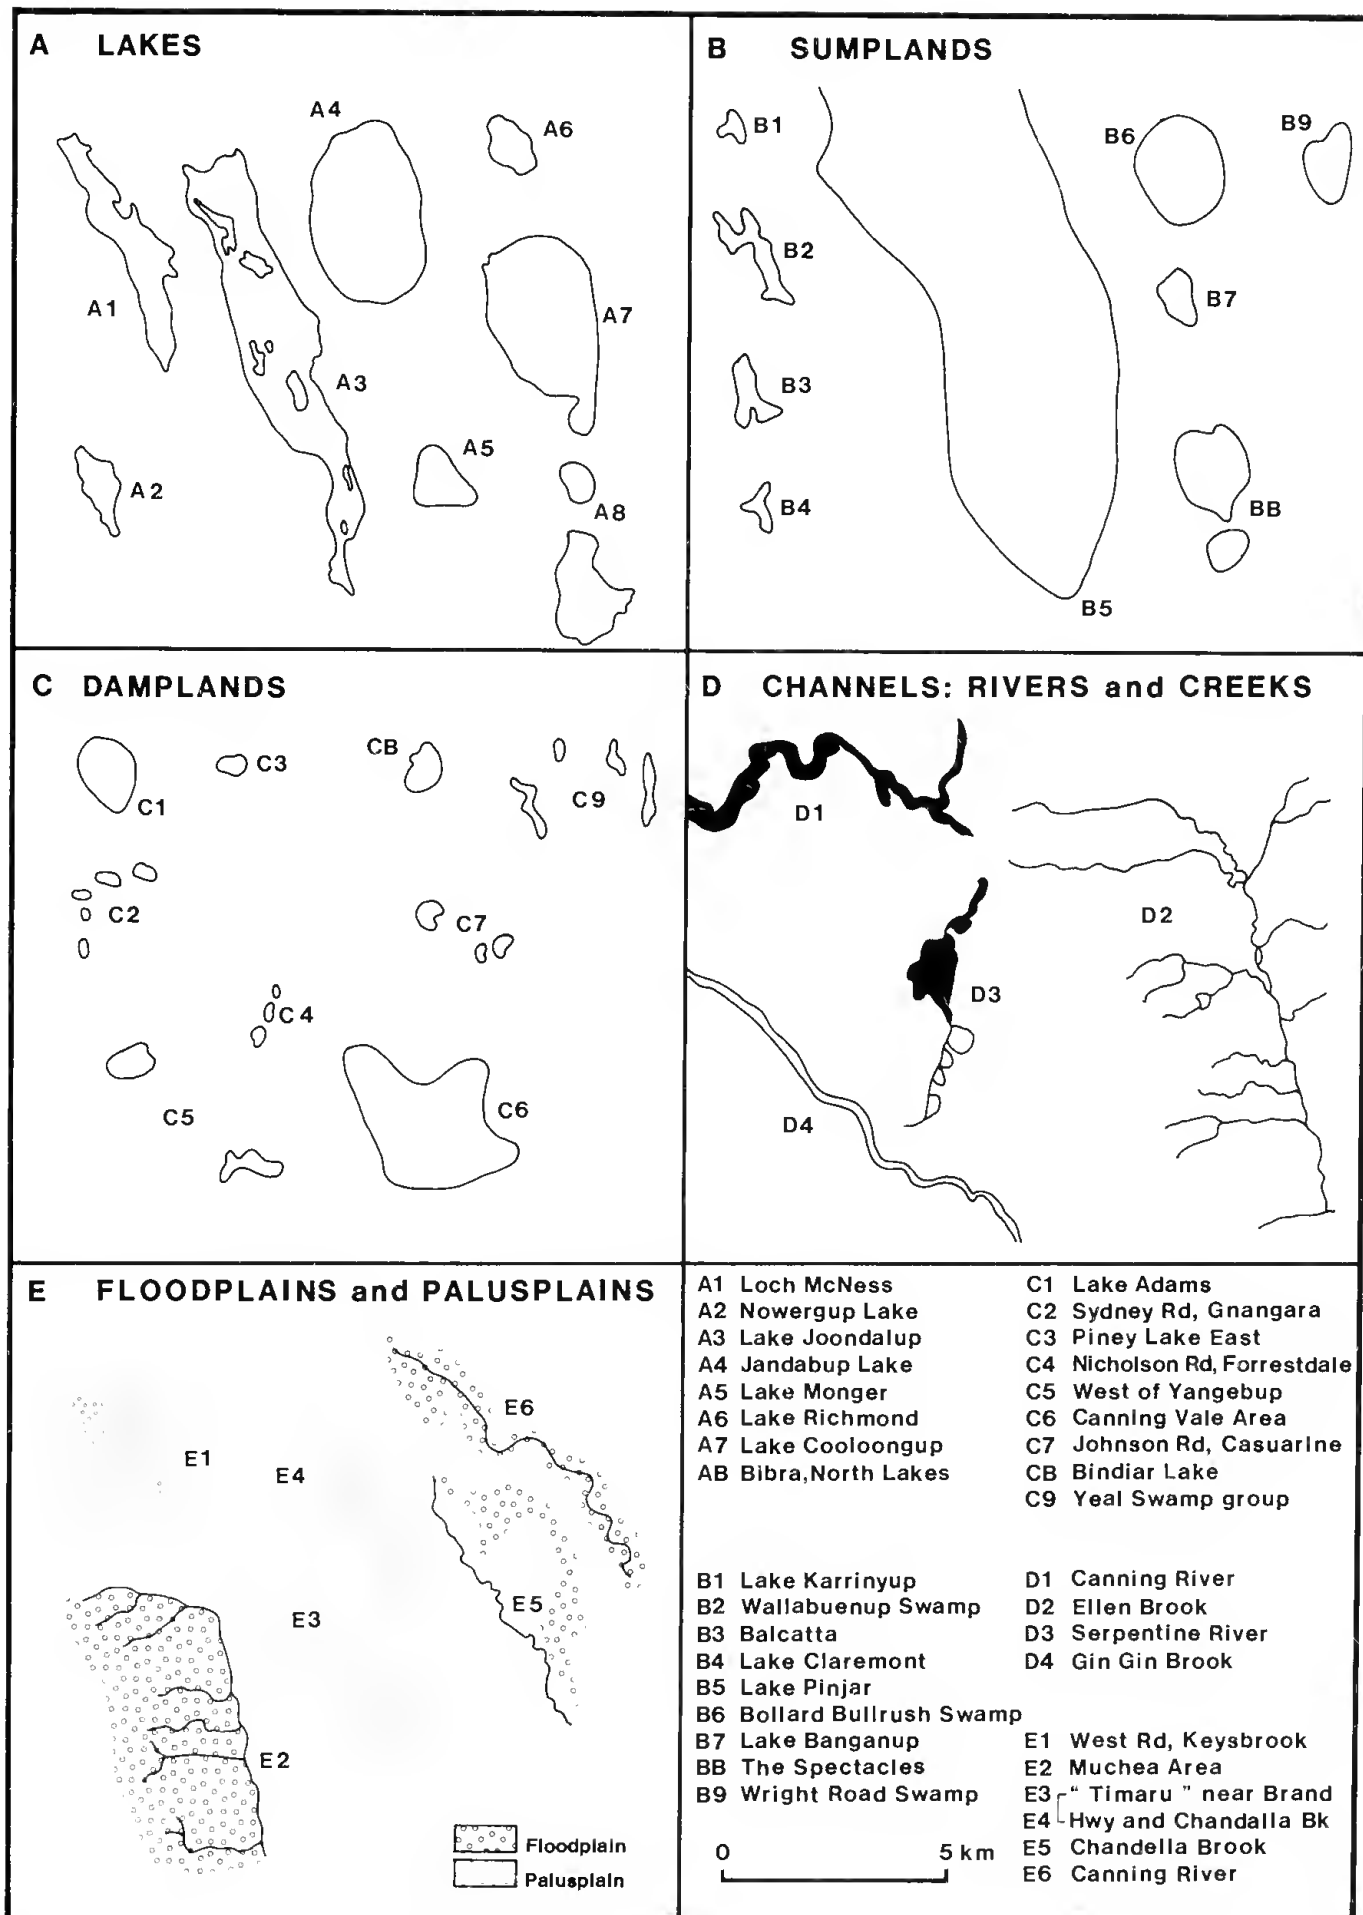 A LAKES
A4
A6
A1
A7
A3
A5
A2
A8
B SUMPLANDS
B1
B6
B9
B2
B7
B3
B4
BB
B5
C DAMPLANDS
CB
C3
C9
C1
C2
C7
C4
C5
C6
D CHANNELS: RIVERS and CREEKS
D1
D2
D3
D4
E FLOODPLAINS and PALUSPLAINS
E6
E1
E4
E5
E3
E2
Floodplain
Palusplain
A1 Loch McNess
A2 Nowergup Lake
A3 Lake Joondalup
A4 Jandabup Lake
A5 Lake Monger
A6 Lake Richmond
A7 Lake Cooloongup
AB Bibra,North Lakes
C1 Lake Adams
C2 Sydney Rd, Gnangara
C3 Piney Lake East
C4 Nicholson Rd, Forrestdale
C5 West of Yangebup
C6 Canning Vale Area
C7 Johnson Rd, Casuarine
CB Bindiar Lake
C9 Yeal Swamp group
B1 Lake Karrinyup
B2 Wallabuenup Swamp
B3 Balcatta
B4 Lake Claremont
B5 Lake Pinjar
B6 Bollard Bullrush Swamp
B7 Lake Banganup
BB The Spectacles
B9 Wright Road Swamp
D1 Canning River
D2 Ellen Brook
D3 Serpentine River
D4 Gin Gin Brook
E1 West Rd, Keysbrook
E2 Muchea Area
E3 " Timaru " near Brand
E4 Hwy and Chandalla Bk
E5 Chandella Brook
E6 Canning River
0 5 km